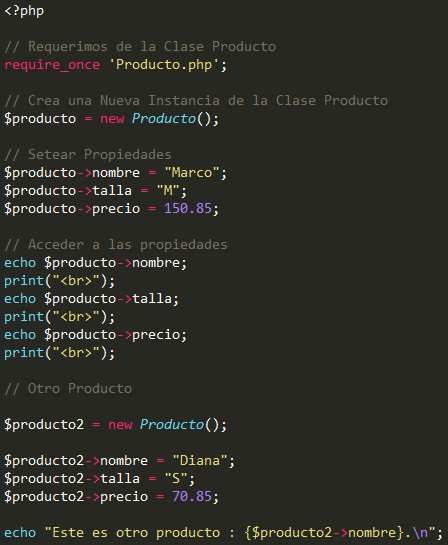 <?php
// Requerimos de la Clase Producto
require_once 'Producto.php';
// Crea una Nueva Instancia de la Clase Producto
$producto = new Producto();
// Setear Propiedades
$producto->nombre = "Marco";
$producto->talla = "M";
$producto->precio = 150.85;
// Acceder a las propiedades
echo $producto->nombre;
print("<br>");
echo $producto->talla;
print("<br>");
echo $producto->precio;
print("<br>");
// Otro Producto
$producto2 = new Producto();
$producto2->nombre = "Diana";
$producto2->talla = "S";
$producto2->precio = 70.85;
echo "Este es otro producto : {$producto2->nombre}.\n";